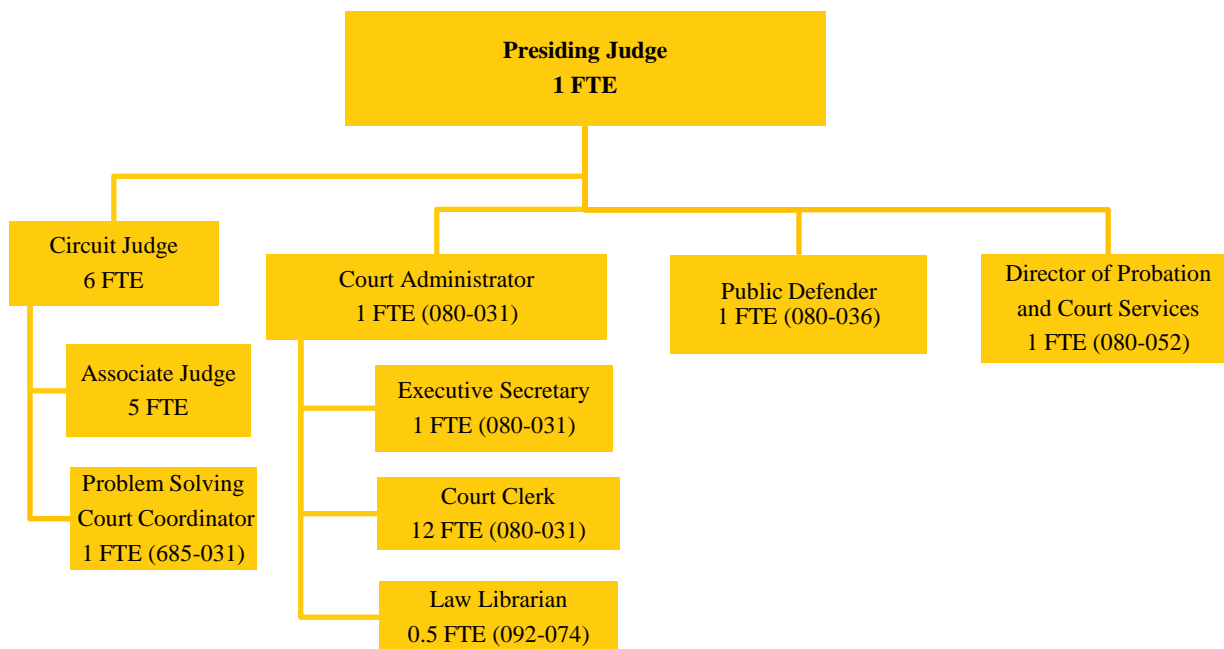 Presiding Judge
1 FTE
Circuit Judge
6 FTE
Associate Judge
5 FTE
Problem Solving
Court Coordinator
1 FTE (685-031)
Court Administrator
1 FTE (080-031)
Executive Secretary
1 FTE (080-031)
Court Clerk
12 FTE (080-031)
Law Librarian
0.5 FTE (092-074)
Public Defender
1 FTE (080-036)
Director of Probation
and Court Services
1 FTE (080-052)